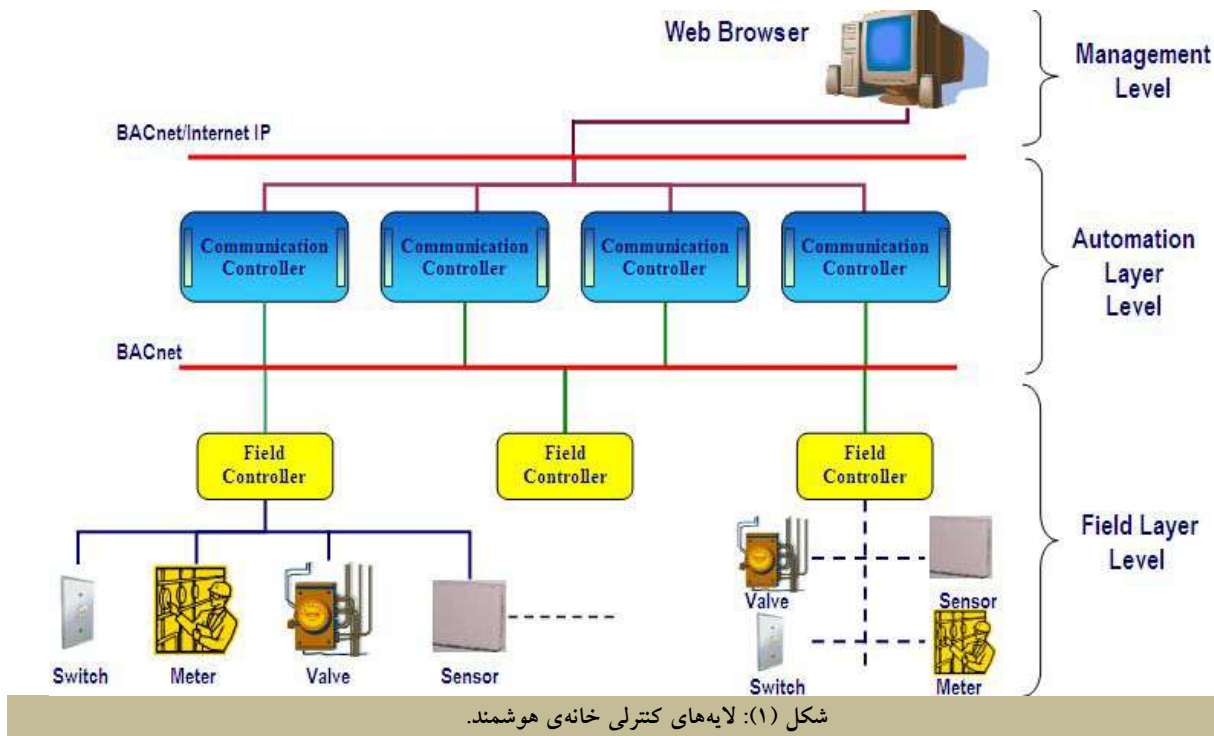 Web Browser
Management
Level
BACnet/Internet IP
Communication
Controller
Communication
Controller
Communication
Controller
Communication
Controller
Automation
Layer
Level
BACnet
Field
Controller
Field
Controller
Field
Controller
Field Layer
Level
Switch
Meter
Valve
Sensor
Valve
Sensor
Switch
Meter
شکل (۱): لایه‌های کنترلی خانه‌ی هوشمند.